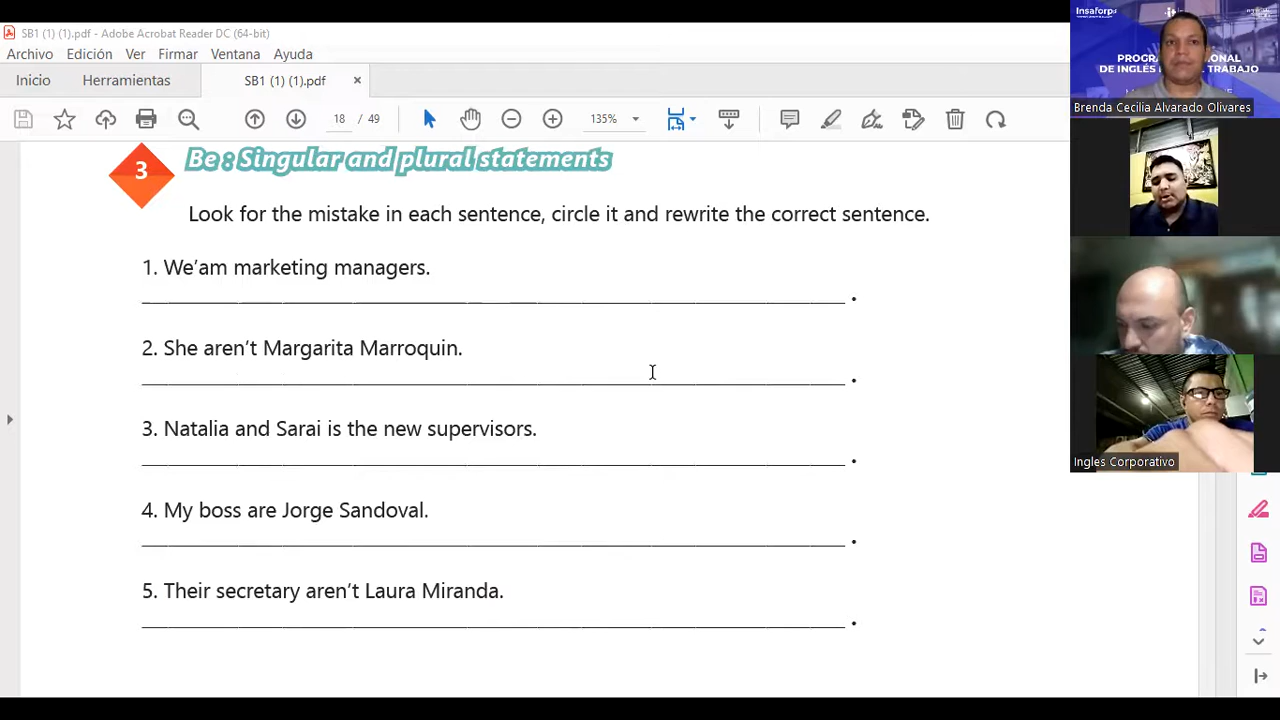 SB1 (1) (1).pdf - Adobe Acrobat Reader DC (64-bit)
Archivo Edición Ver Firmar Ventana Ayuda
Inicio Herramientas SB1 (1) (1).pdf ×
18 / 49 135%
3 Be : Singular and plural statements
Look for the mistake in each sentence, circle it and rewrite the correct sentence.
1. We’am marketing managers.
.
2. She aren’t Margarita Marroquin.
.
3. Natalia and Sarai is the new supervisors.
.
4. My boss are Jorge Sandoval.
.
5. Their secretary aren’t Laura Miranda.
.
Insaforp
DE INGLÉS
TRABAJO
Brenda Cecilia Alvarado Olivares
Ingles Corporativo